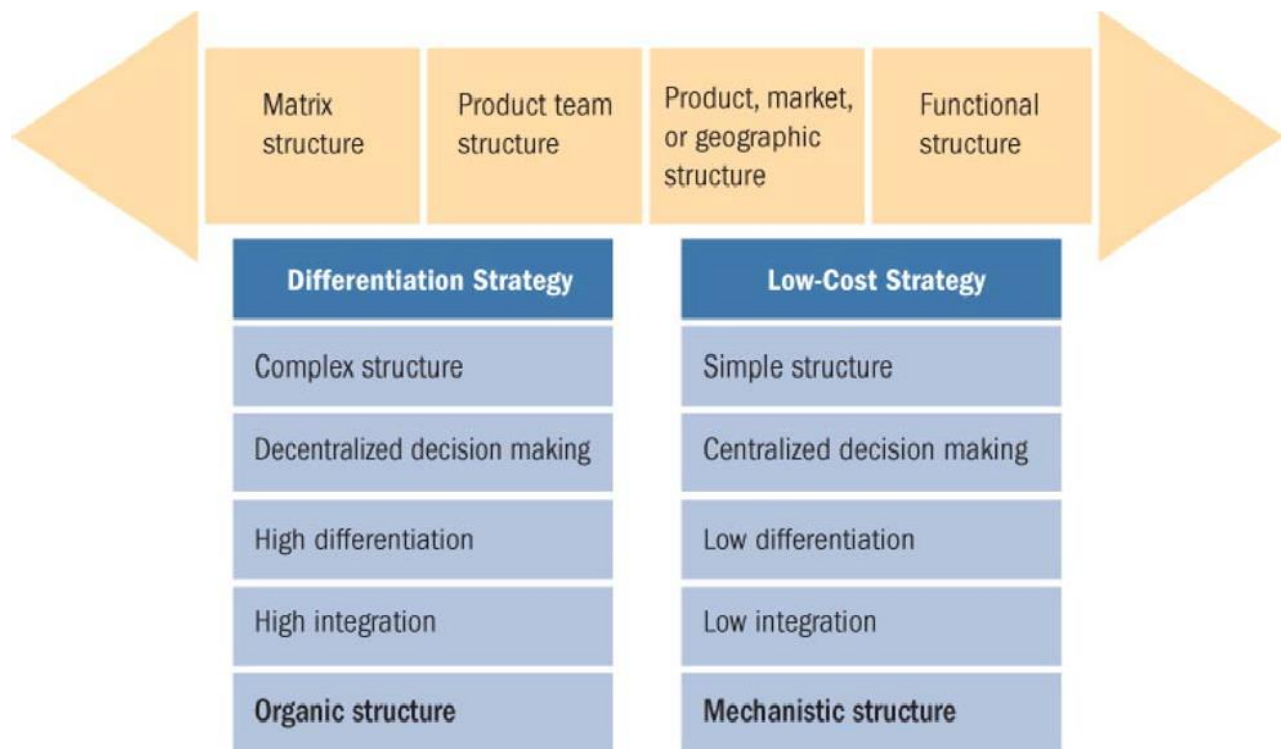 Matrix
structure
Product team
structure
Product, market,
or geographic
structure
Functional
structure
Differentiation Strategy
Complex structure
Decentralized decision making
High differentiation
High integration
Organic structure
Low-Cost Strategy
Simple structure
Centralized decision making
Low differentiation
Low integration
Mechanistic structure